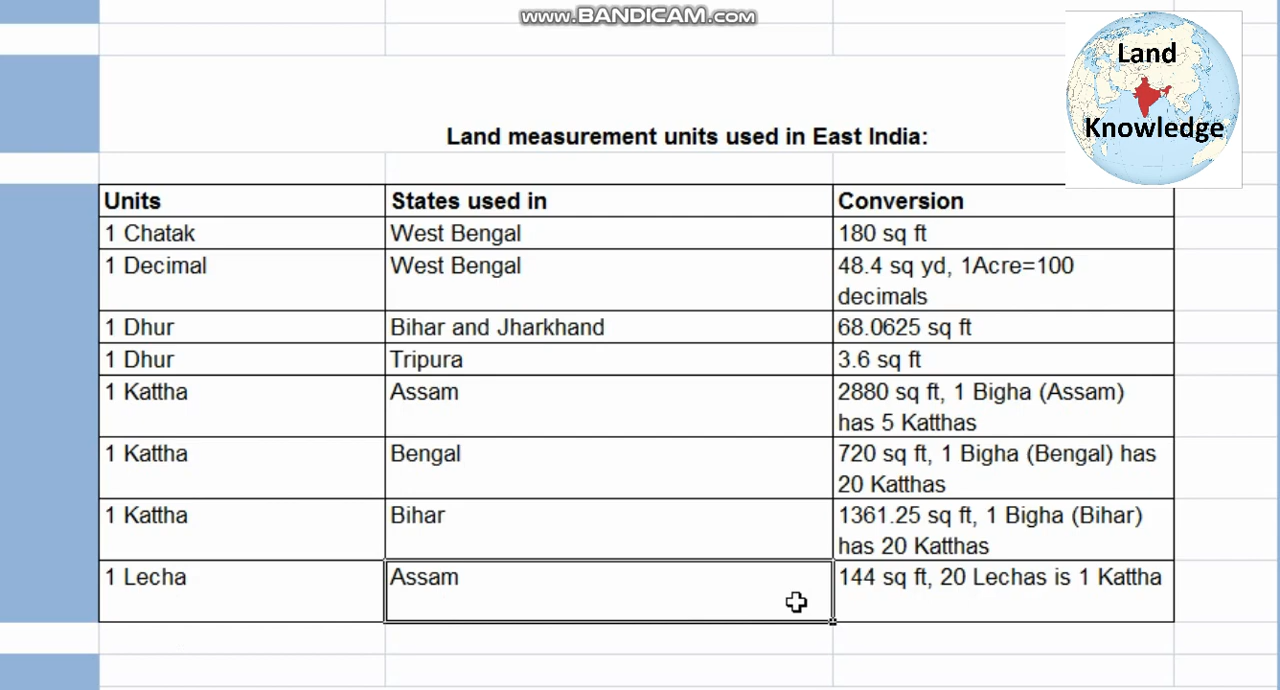 www.BANDICAM.com
Land
Knowledge
Land measurement units used in East India:
Units States used in Conversion
1 Chatak West Bengal 180 sq ft
1 Decimal West Bengal 48.4 sq yd, 1Acre=100
decimals
1 Dhur Bihar and Jharkhand 68.0625 sq ft
1 Dhur Tripura 3.6 sq ft
1 Kattha Assam 2880 sq ft, 1 Bigha (Assam)
has 5 Katthas
1 Kattha Bengal 720 sq ft, 1 Bigha (Bengal) has
20 Katthas
1 Kattha Bihar 1361.25 sq ft, 1 Bigha (Bihar)
has 20 Katthas
1 Lecha Assam 144 sq ft, 20 Lechas is 1 Kattha